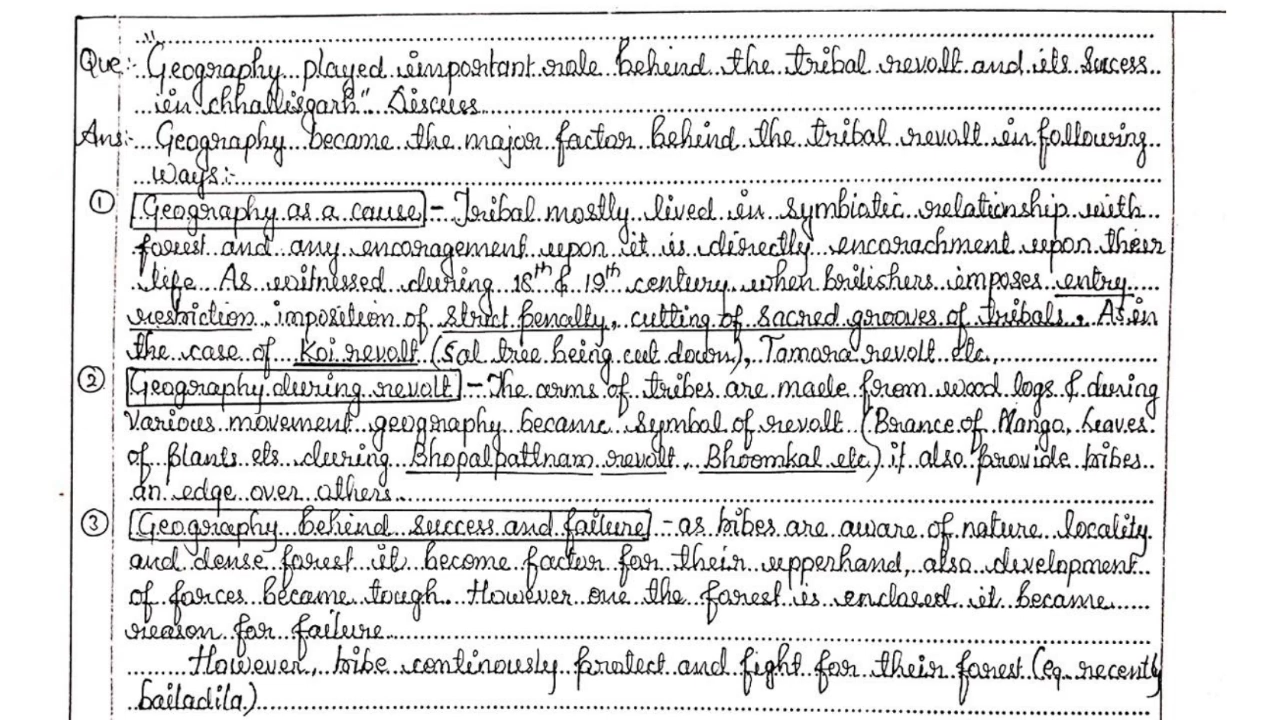 Que:- "Geography played important role behind the tribal revolt and its Success
in chhattisgarh" Discuss
Ans:- Geography became the major factor behind the tribal revolt in following
ways:-
① Geography as a cause - Tribal mostly lived in symbiotic relationship with
forest and any encoragement upon it is directly encorachment upon their
life. As witnessed during 18th & 19th century when britishers imposes entry
restriction, imposition of strict penalty, cutting of sacred grooves of tribals. As in
the case of Koi revolt (Sal tree being cut down), Tamora revolt etc.
② Geography during revolt - The arms of tribes are made from wood logs & during
various movement geography became symbol of revolt (Brance of Mango, Leaves
of plants ets during Bhopalpattnam revolt, Bhoomkal etc) it also provide tribes
an edge over others.
③ Geography behind success and failure - as tribes are aware of nature locality
and dense forest it become factor for their upperhand, also development
of forces became tough. However one the forest is enclosed it became
reason for failure
However, tribe continously protect and fight for their forest (eq recently
bailadila.)